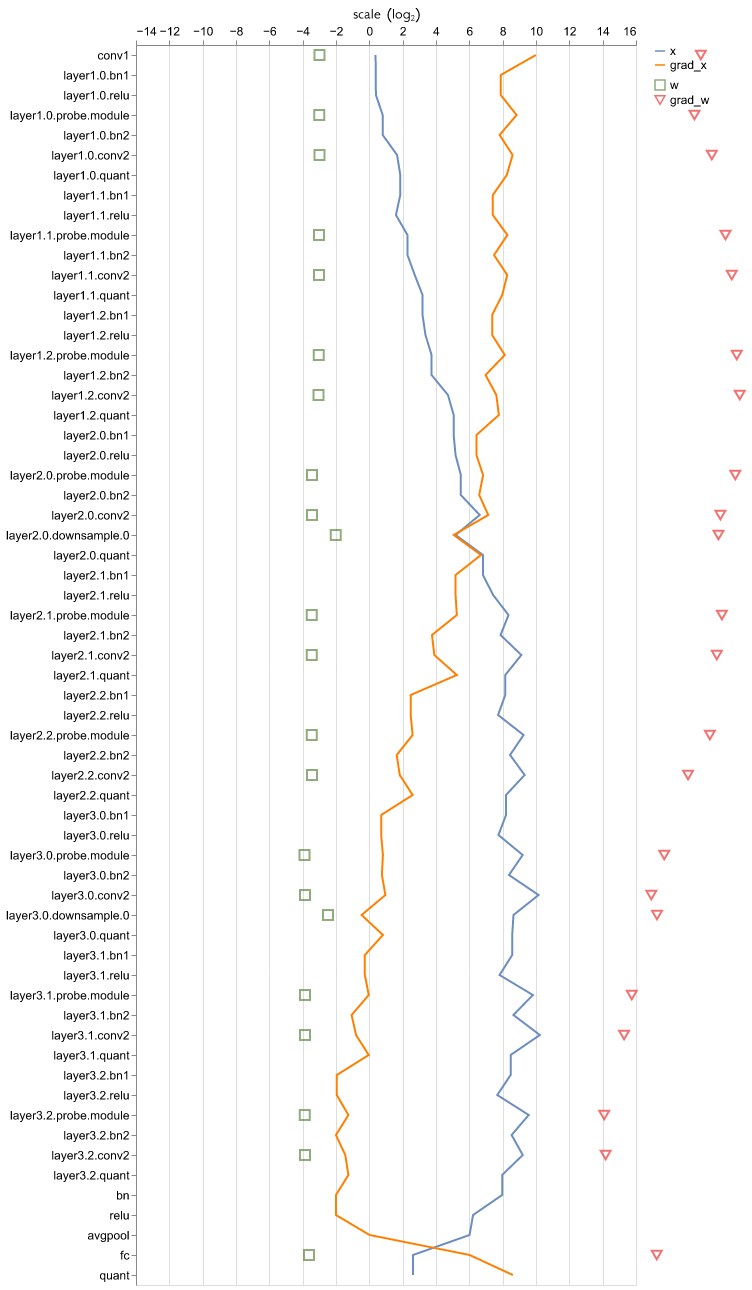 scale (log₂)
−14 −12 −10 −8 −6 −4 −2 0 2 4 6 8 10 12 14 16
x
grad_x
w
grad_w
conv1
layer1.0.bn1
layer1.0.relu
layer1.0.probe.module
layer1.0.bn2
layer1.0.conv2
layer1.0.quant
layer1.1.bn1
layer1.1.relu
layer1.1.probe.module
layer1.1.bn2
layer1.1.conv2
layer1.1.quant
layer1.2.bn1
layer1.2.relu
layer1.2.probe.module
layer1.2.bn2
layer1.2.conv2
layer1.2.quant
layer2.0.bn1
layer2.0.relu
layer2.0.probe.module
layer2.0.bn2
layer2.0.conv2
layer2.0.downsample.0
layer2.0.quant
layer2.1.bn1
layer2.1.relu
layer2.1.probe.module
layer2.1.bn2
layer2.1.conv2
layer2.1.quant
layer2.2.bn1
layer2.2.relu
layer2.2.probe.module
layer2.2.bn2
layer2.2.conv2
layer2.2.quant
layer3.0.bn1
layer3.0.relu
layer3.0.probe.module
layer3.0.bn2
layer3.0.conv2
layer3.0.downsample.0
layer3.0.quant
layer3.1.bn1
layer3.1.relu
layer3.1.probe.module
layer3.1.bn2
layer3.1.conv2
layer3.1.quant
layer3.2.bn1
layer3.2.relu
layer3.2.probe.module
layer3.2.bn2
layer3.2.conv2
layer3.2.quant
bn
relu
avgpool
fc
quant